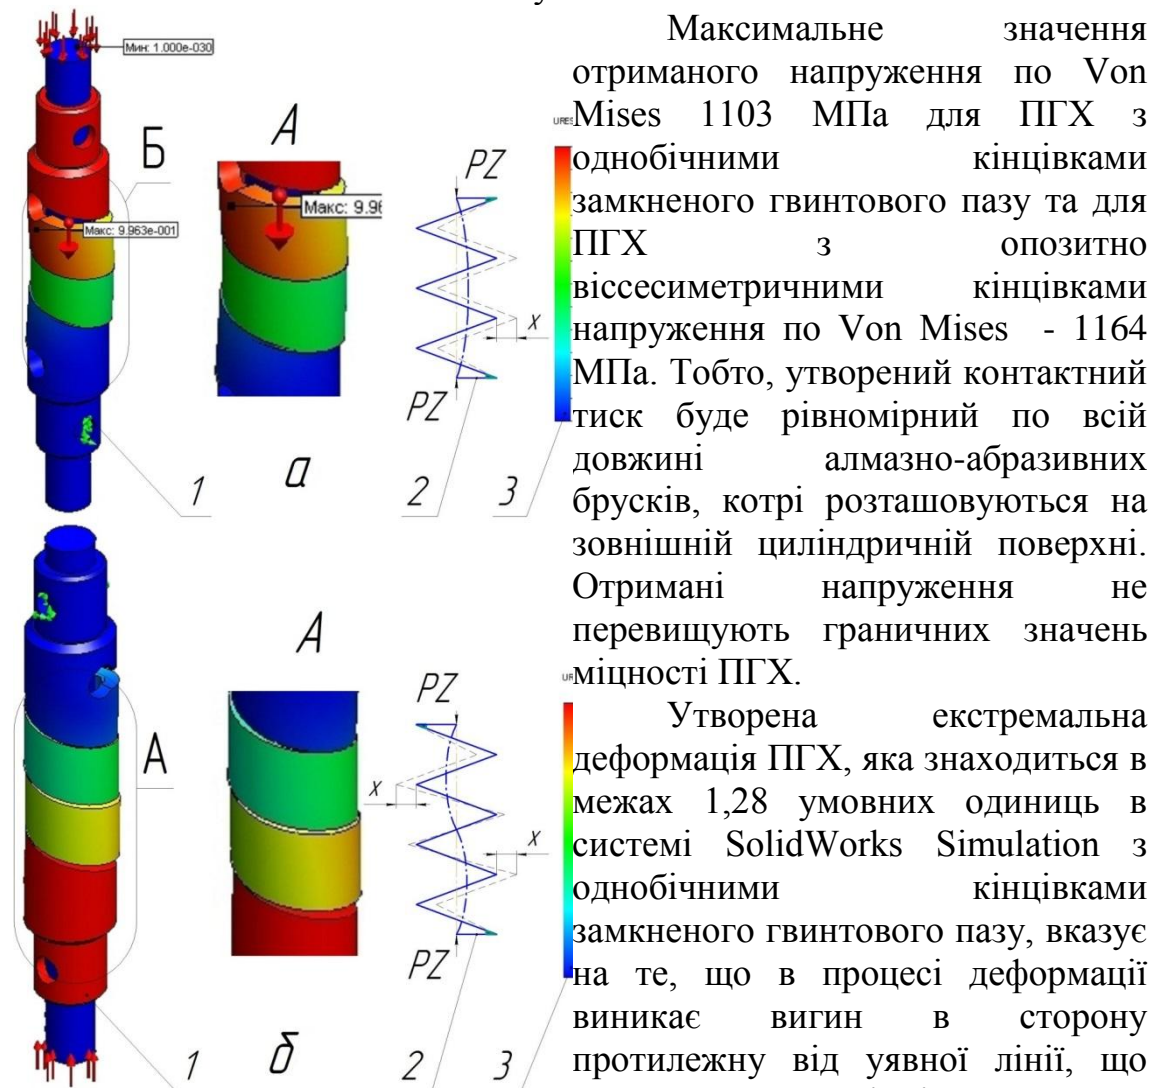 Мин: 1.000e-030
Б
А
Макс: 9.96
Макс: 9.963e-001
PZ
x
PZ
1
а
2
3
URES
А
А
PZ
x
x
PZ
1
б
2
3
UR
Максимальне значення
отриманого напруження по Von
Mises 1103 МПа для ПГХ з
однобічними кінцівками
замкненого гвинтового пазу та для
ПГХ з опозитно
віссесиметричними кінцівками
напруження по Von Mises - 1164
МПа. Тобто, утворений контактний
тиск буде рівномірний по всій
довжині алмазно-абразивних
брусків, котрі розташовуються на
зовнішній циліндричній поверхні.
Отримані напруження не
перевищують граничних значень
міцності ПГХ.
Утворена екстремальна
деформація ПГХ, яка знаходиться в
межах 1,28 умовних одиниць в
системі SolidWorks Simulation з
однобічними кінцівками
замкненого гвинтового пазу, вказує
на те, що в процесі деформації
виникає вигин в сторону
протилежну від уявної лінії, що